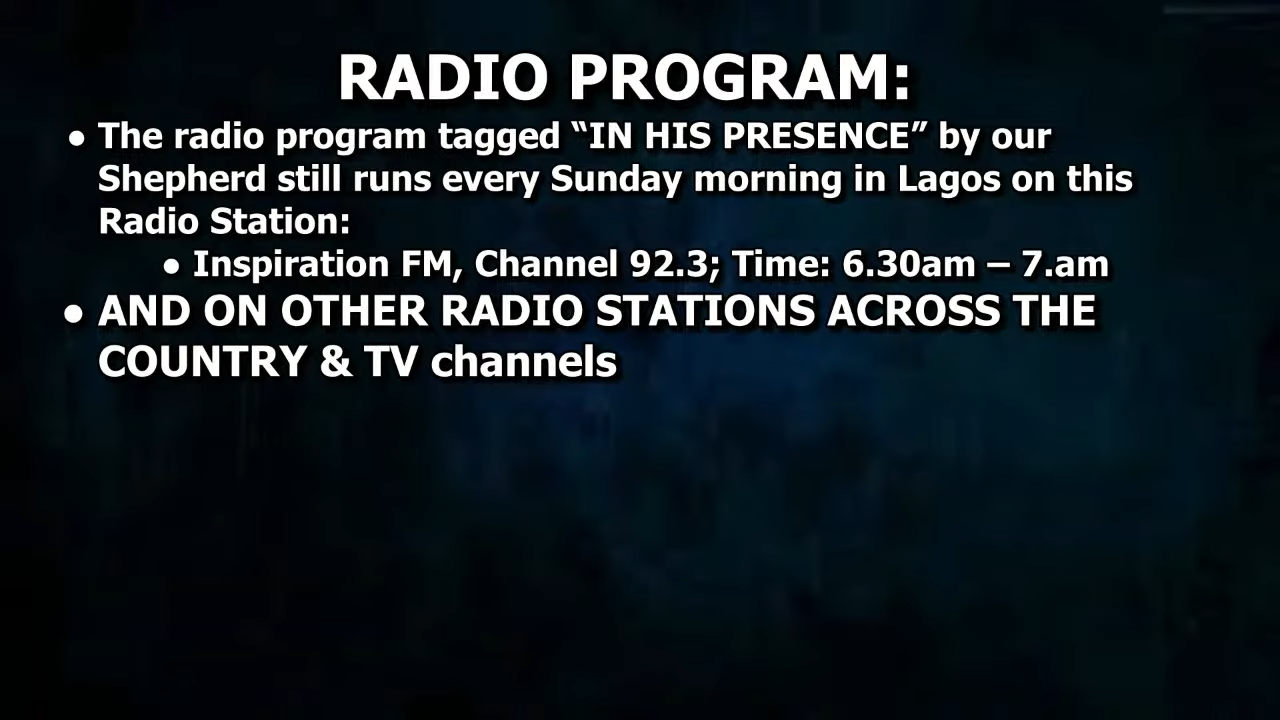 RADIO PROGRAM:
● The radio program tagged “IN HIS PRESENCE” by our
Shepherd still runs every Sunday morning in Lagos on this
Radio Station:
● Inspiration FM, Channel 92.3; Time: 6.30am – 7.am
● AND ON OTHER RADIO STATIONS ACROSS THE
COUNTRY & TV channels